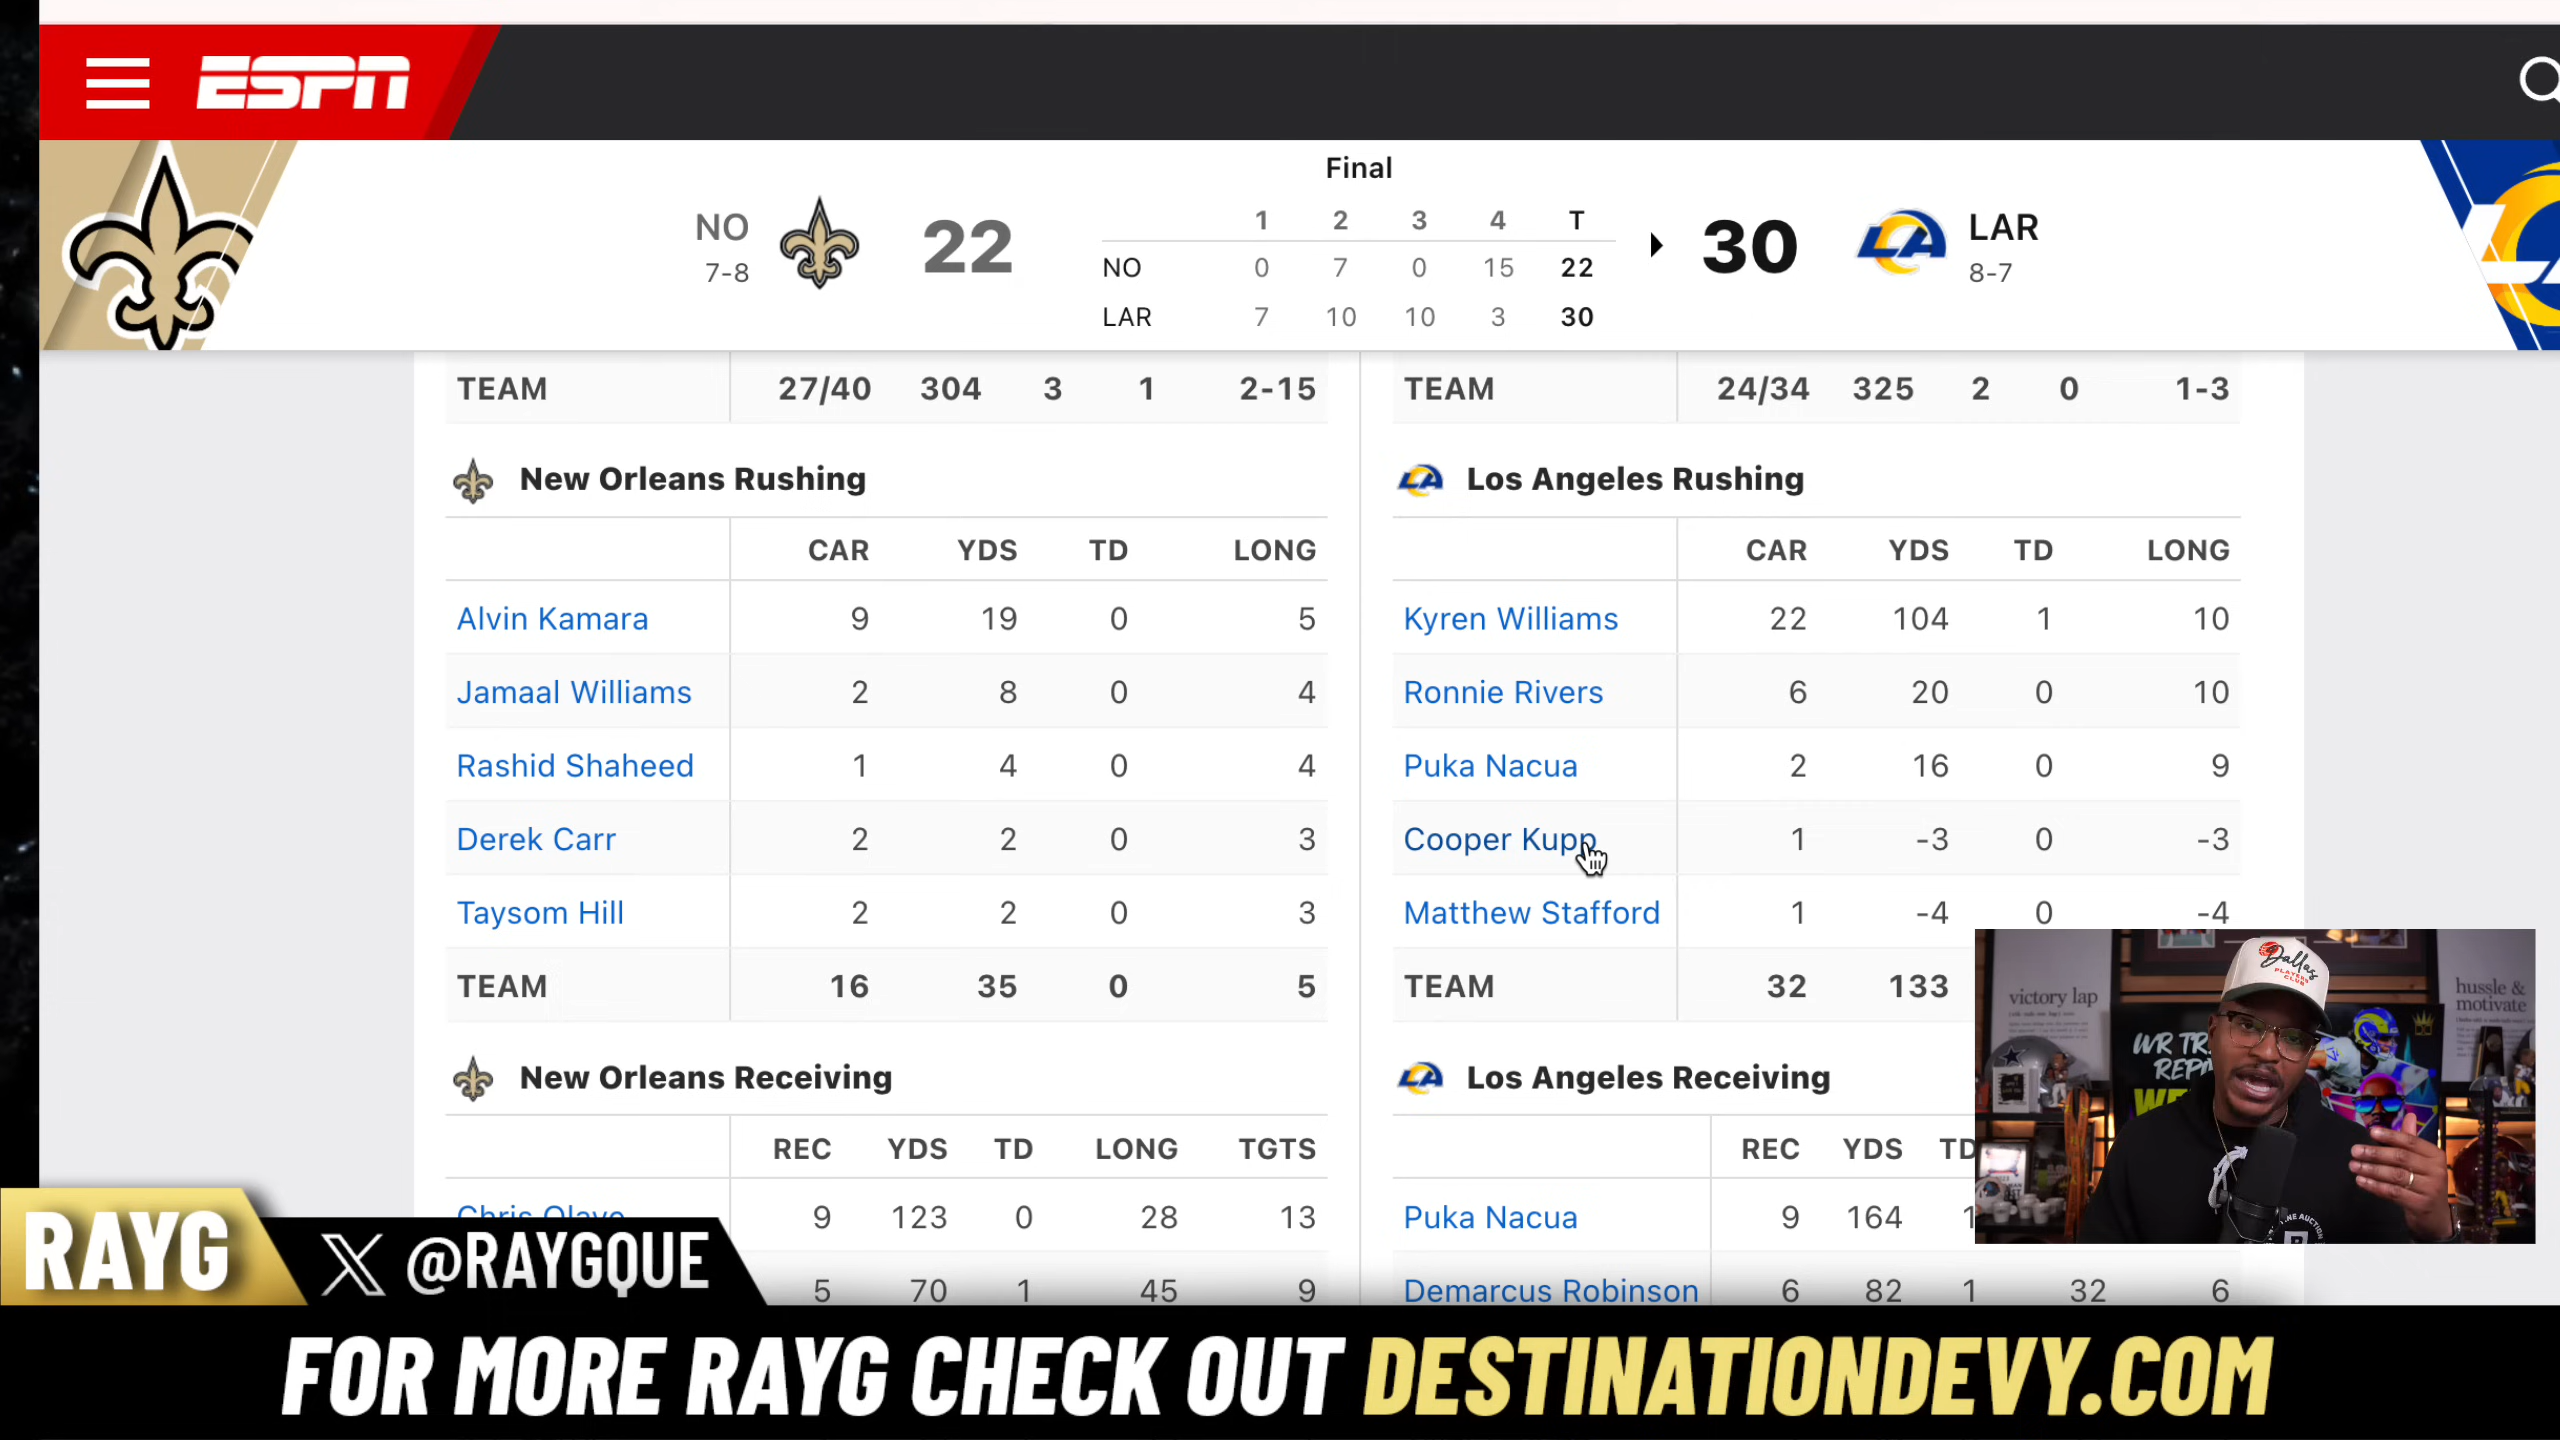 ESPN
Final
NO
7-8
22
1 2 3 4 T
NO 0 7 0 15 22
LAR 7 10 10 3 30
30
LAR
8-7
TEAM 27/40 304 3 1 2-15
TEAM 24/34 325 2 0 1-3
New Orleans Rushing
CAR YDS TD LONG
Alvin Kamara 9 19 0 5
Jamaal Williams 2 8 0 4
Rashid Shaheed 1 4 0 4
Derek Carr 2 2 0 3
Taysom Hill 2 2 0 3
TEAM 16 35 0 5
Los Angeles Rushing
CAR YDS TD LONG
Kyren Williams 22 104 1 10
Ronnie Rivers 6 20 0 10
Puka Nacua 2 16 0 9
Cooper Kupp 1 -3 0 -3
Matthew Stafford 1 -4 0 -4
TEAM 32 133
New Orleans Receiving
REC YDS TD LONG TGTS
Chris Olave 9 123 0 28 13
5 70 1 45 9
Los Angeles Receiving
REC YDS TD
Puka Nacua 9 164 1
Demarcus Robinson 6 82 1 32 6
victory lap
Dallas
PLAYERS
CLUB
hussle &
motivate
WR
RAYG
X @RAYGQUE
FOR MORE RAYG CHECK OUT DESTINATIONDEVY.COM